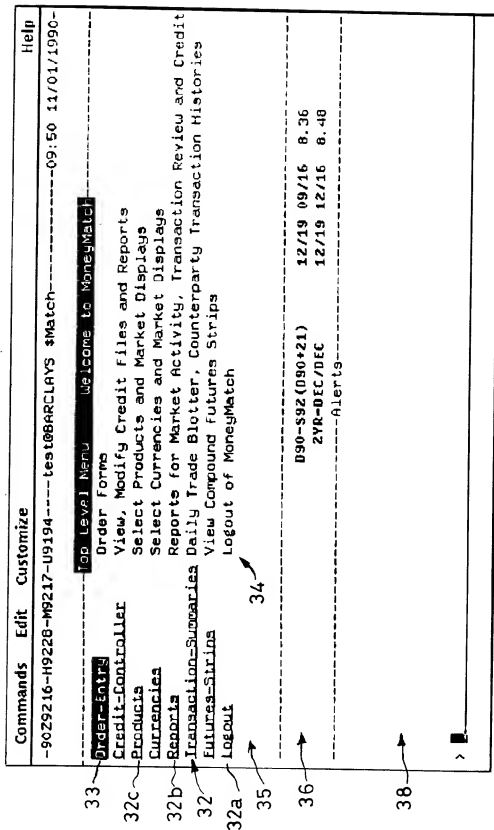 Commands Edit Customize Help
-90Z9216-H9228-M9217-U9194----test@BARCLAYS $Match----------------09:50 11/01/1990-
Top Level Menu Welcome to MoneyMatch
Order-Entry Order Forms
Credit-Controller View, Modify Credit Files and Reports
Products Select Products and Market Displays
Currencies Select Currencies and Market Displays
Reports Reports for Market Activity, Transaction Review and Credit
Transaction-Summaries Daily Trade Blotter, Counterparty Transaction Histories
Futures-Strips View Compound Futures Strips
Logout Logout of MoneyMatch
D90-S92(D90+21) 12/19 09/16 8.36
2YR-DEC/DEC 12/19 12/16 8.48
Alerts
>
33
32c
32b
32
32a
34
35
36
38